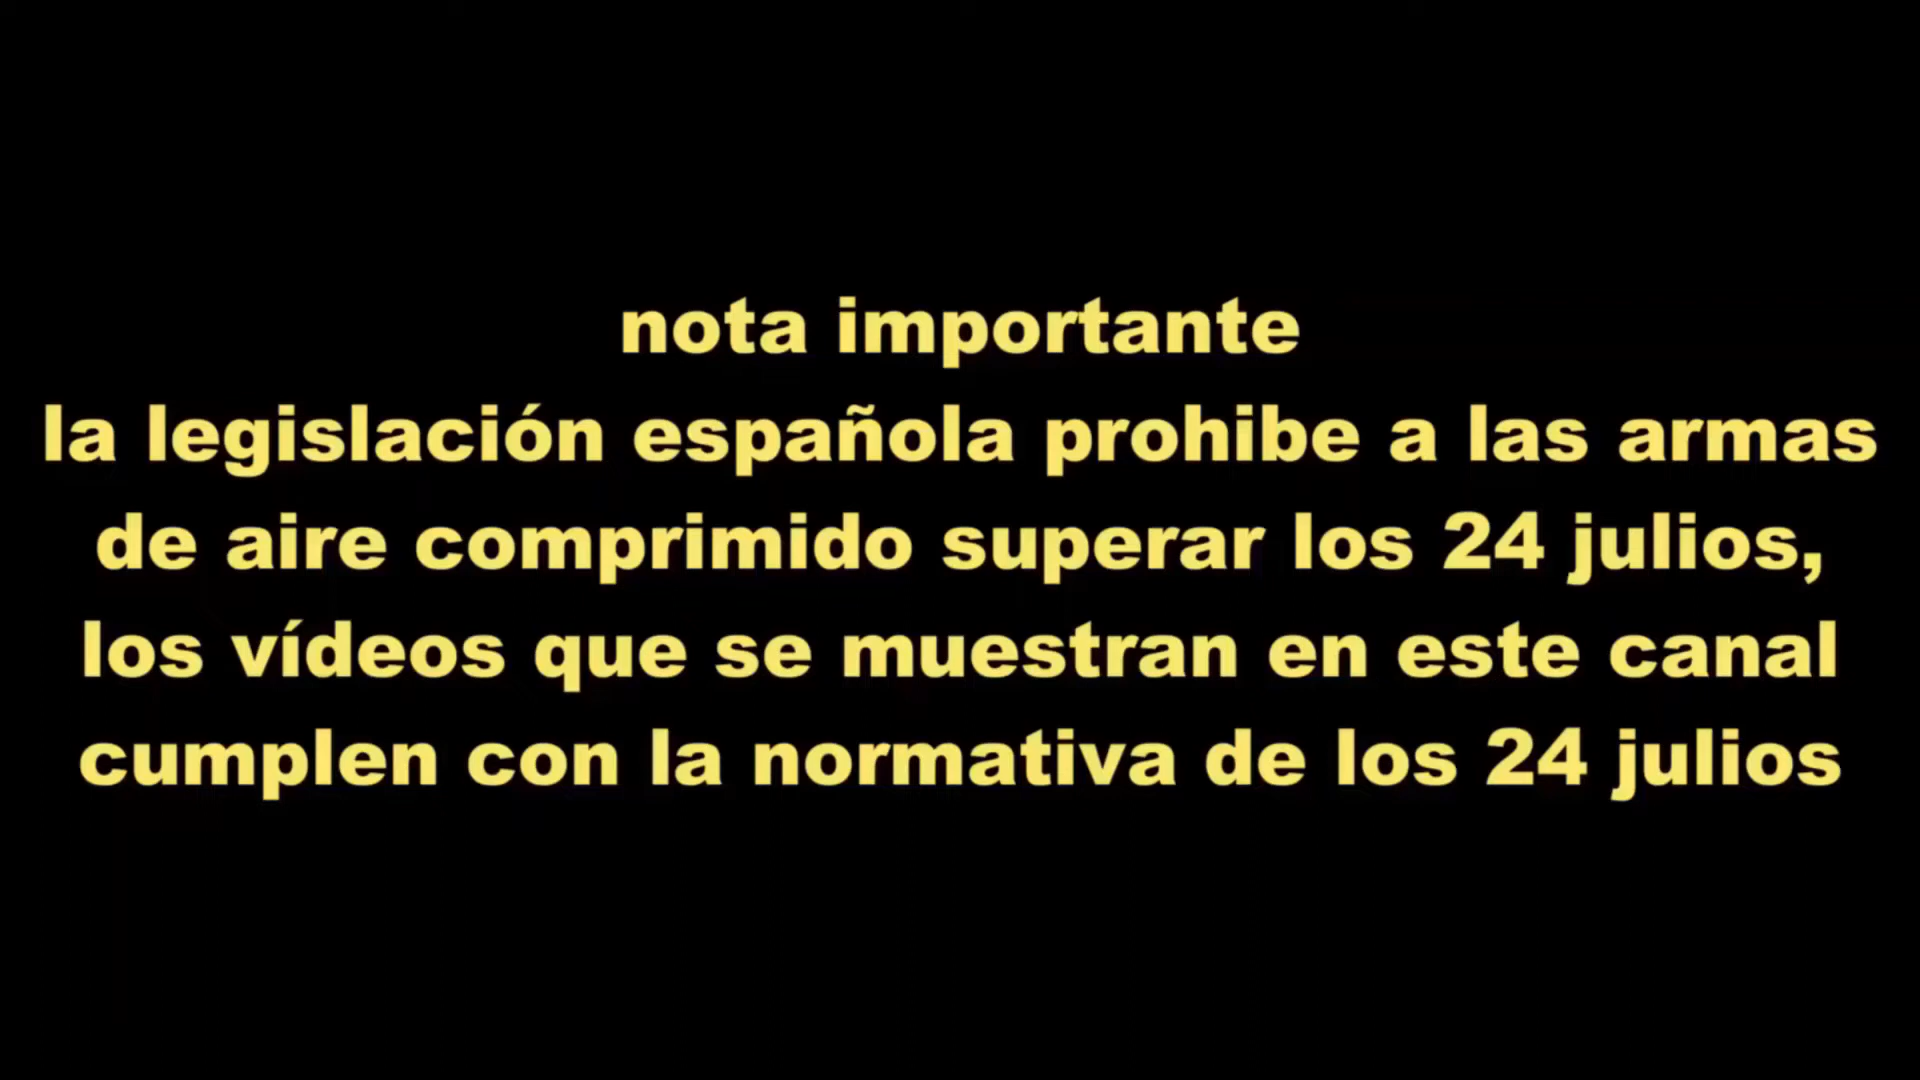 nota importante
la legislación española prohibe a las armas
de aire comprimido superar los 24 julios,
los vídeos que se muestran en este canal
cumplen con la normativa de los 24 julios